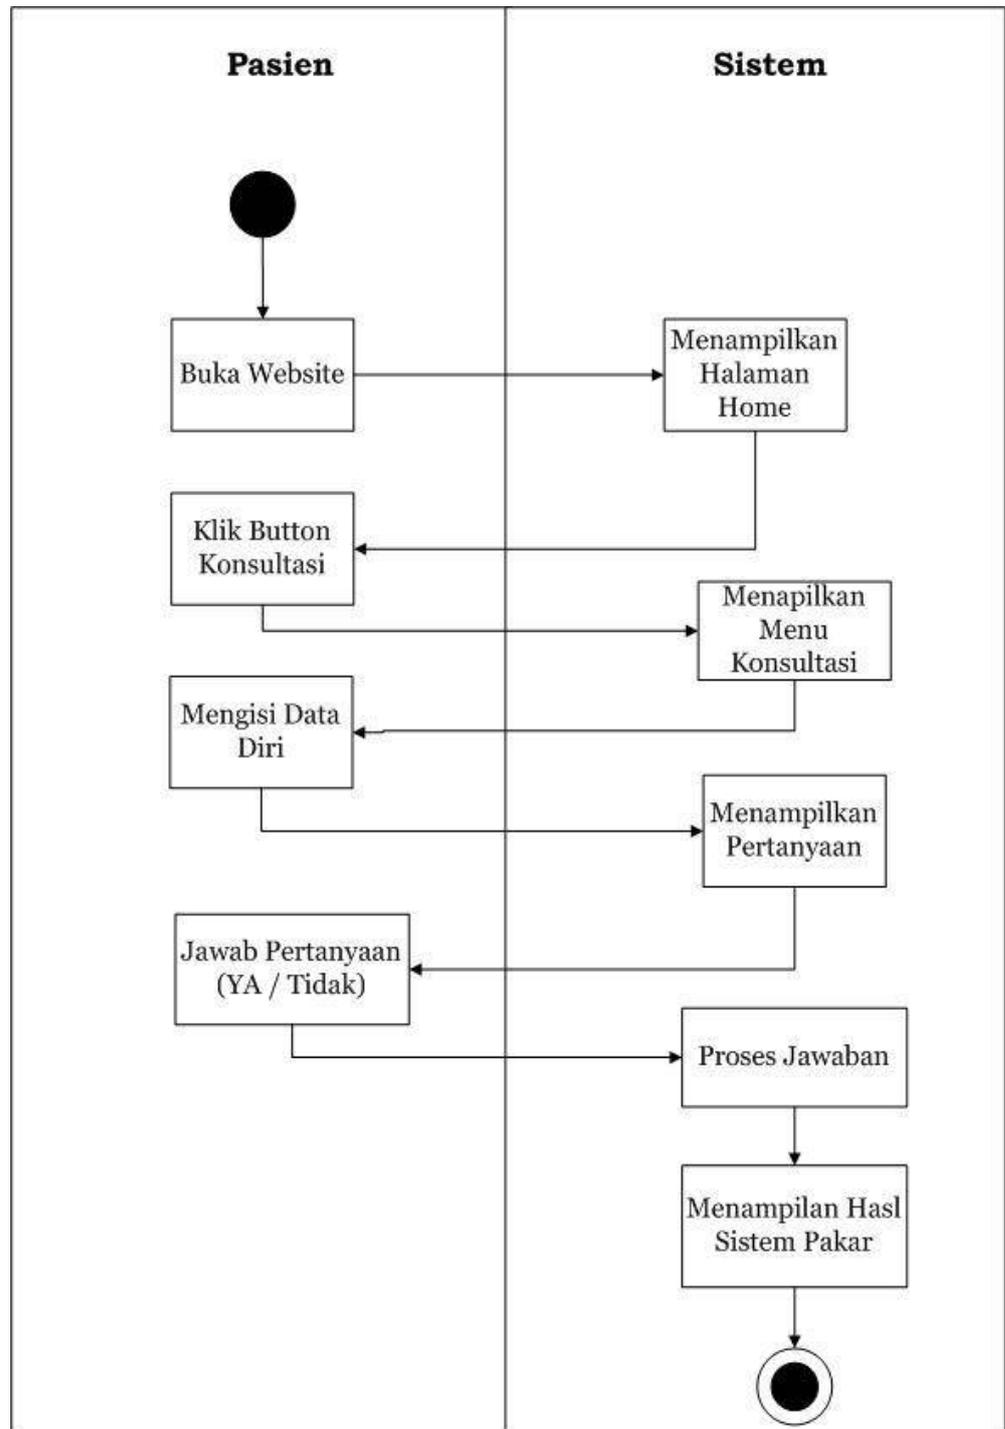 Pasien
Sistem
Buka Website
Menampilkan
Halaman
Home
Klik Button
Konsultasi
Menapilkan
Menu
Konsultasi
Mengisi Data
Diri
Menampilkan
Pertanyaan
Jawab Pertanyaan
(YA / Tidak)
Proses Jawaban
Menampilan Hasl
Sistem Pakar